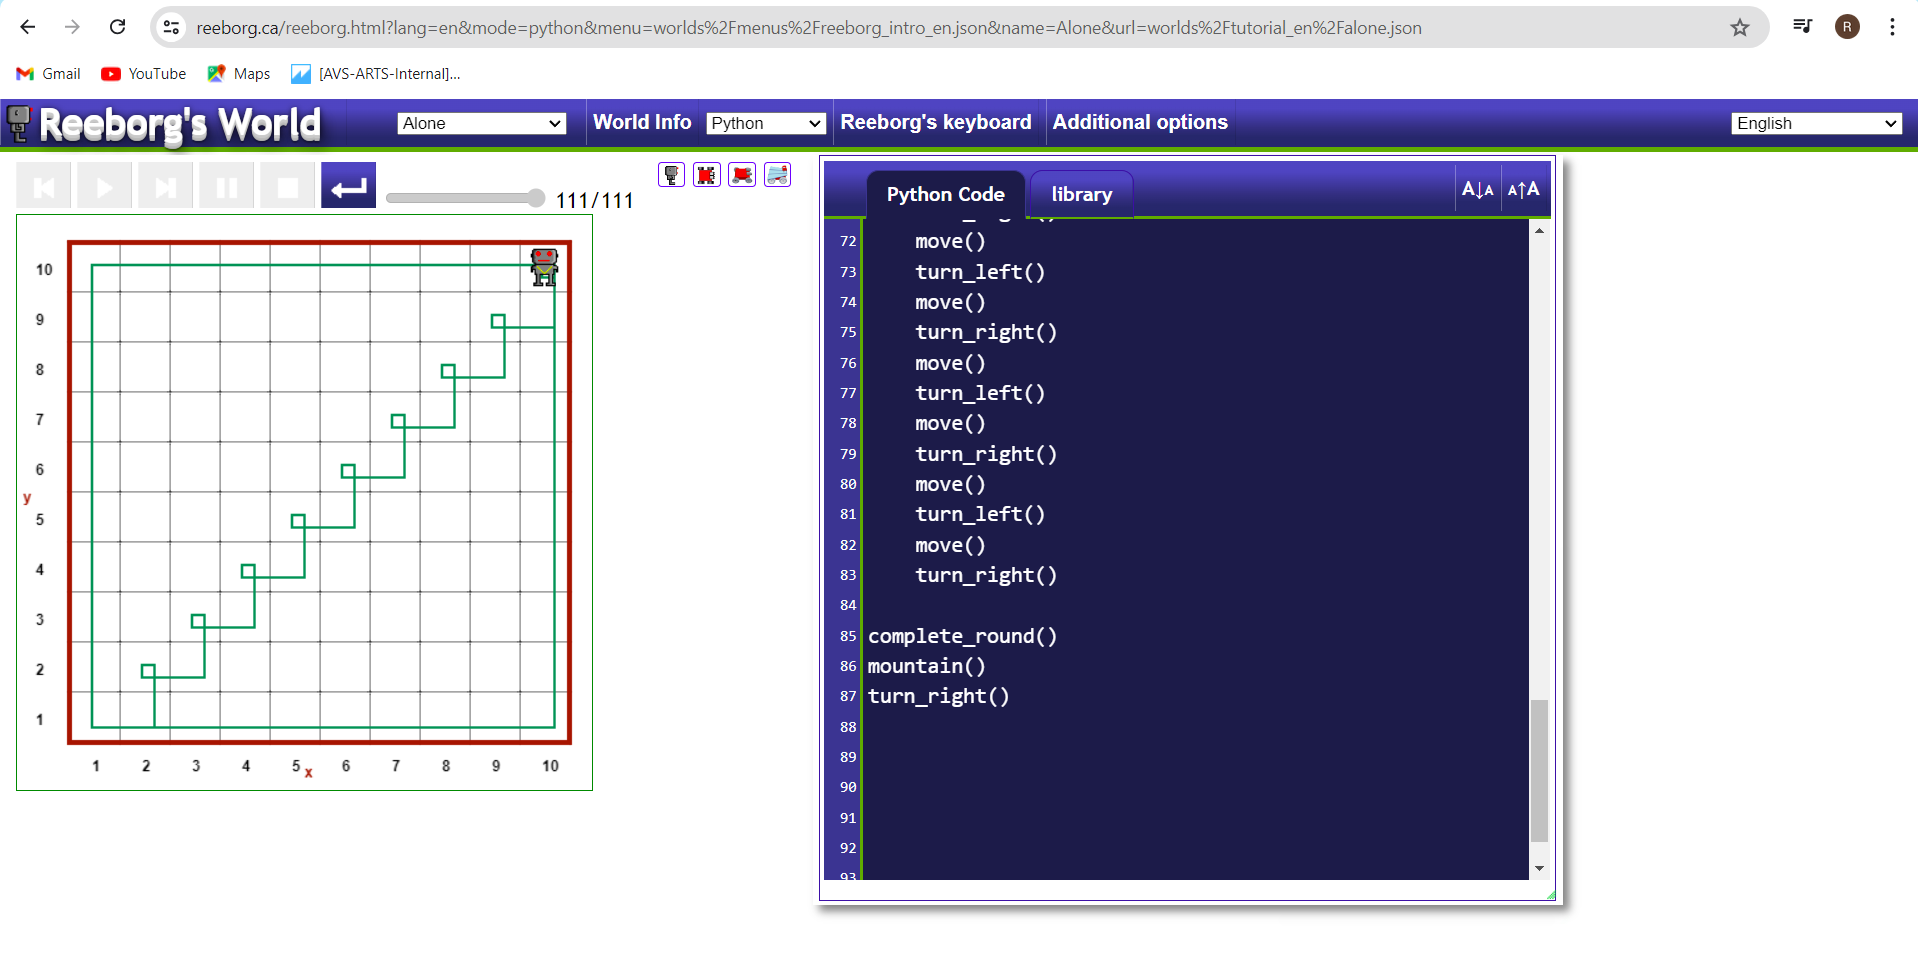 reeborg.ca/reeborg.html?lang=en&mode=python&menu=worlds%2Fmenus%2Freeborg_intro_en.json&name=Alone&url=worlds%2Ftutorial_en%2Falone.json
R
Gmail YouTube Maps [AVS-ARTS-Internal]...
Reeborg's World Alone World Info Python Reeborg's keyboard Additional options English
111/111
Python Code library A↓A A↑A
10
9
8
7
6
y
5
4
3
2
1
1 2 3 4 5 x 6 7 8 9 10
72 move()
73 turn_left()
74 move()
75 turn_right()
76 move()
77 turn_left()
78 move()
79 turn_right()
80 move()
81 turn_left()
82 move()
83 turn_right()
84
85 complete_round()
86 mountain()
87 turn_right()
88
89
90
91
92
93